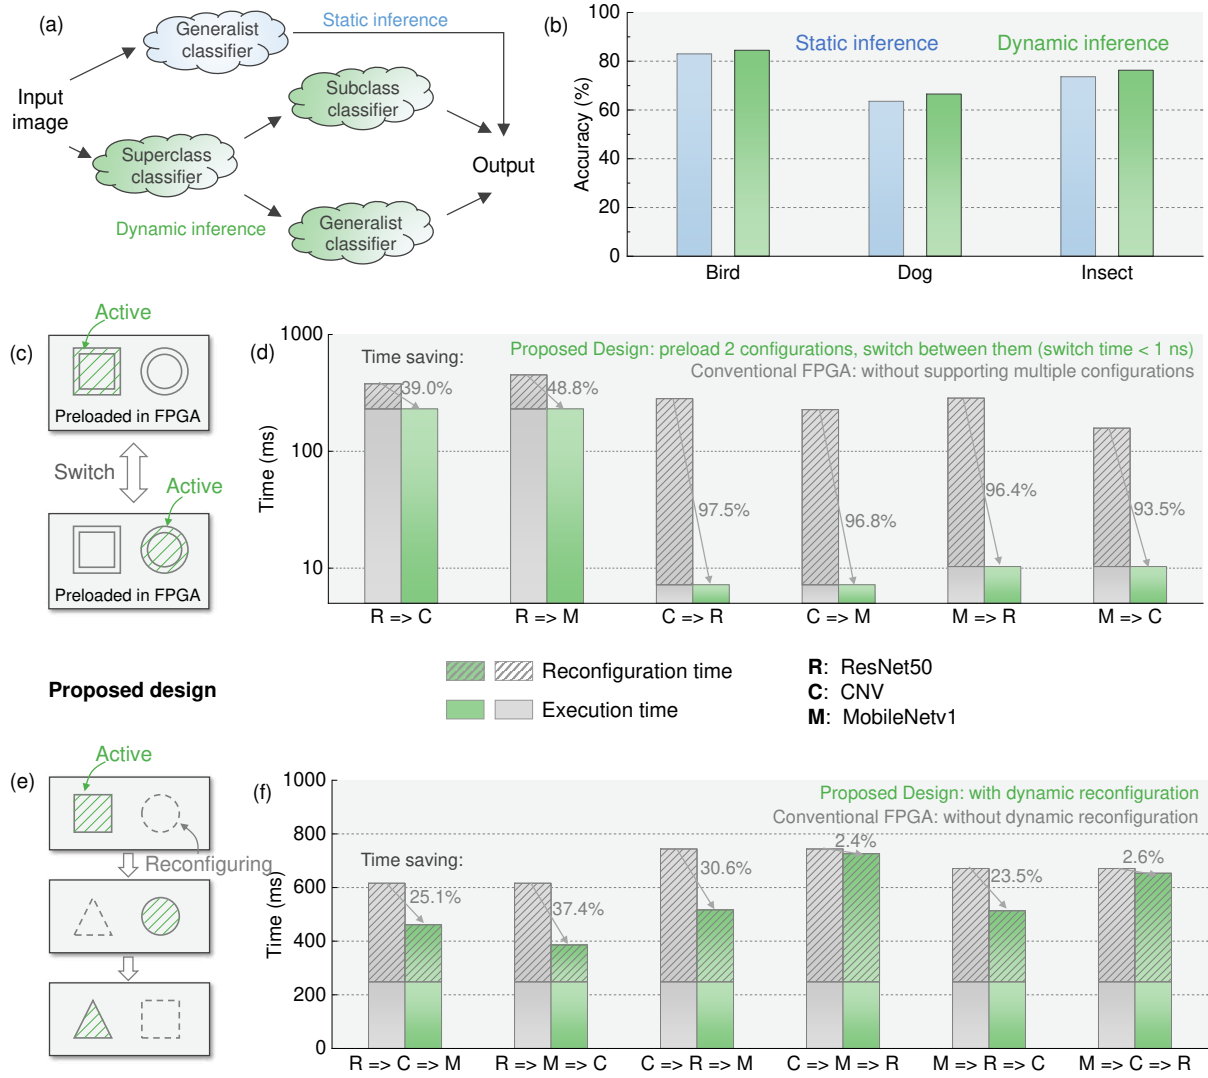 (a)
Generalist
classifier
Static inference
Input
image
Subclass
classifier
Superclass
classifier
Output
Dynamic inference
Generalist
classifier
(b)
Accuracy (%)
100
80
60
40
20
0
Static inference
Dynamic inference
Bird
Dog
Insect
(c)
Active
Preloaded in FPGA
Switch
Active
Preloaded in FPGA
Proposed design
(d)
Time (ms)
1000
100
10
Time saving:
Proposed Design: preload 2 configurations, switch between them (switch time < 1 ns)
Conventional FPGA: without supporting multiple configurations
39.0%
48.8%
97.5%
96.8%
96.4%
93.5%
R => C
R => M
C => R
C => M
M => R
M => C
Reconfiguration time
Execution time
R: ResNet50
C: CNV
M: MobileNetv1
(e)
Active
Reconfiguring
(f)
Time (ms)
1000
800
600
400
200
0
Proposed Design: with dynamic reconfiguration
Conventional FPGA: without dynamic reconfiguration
Time saving:
25.1%
37.4%
30.6%
2.4%
23.5%
2.6%
R => C => M
R => M => C
C => R => M
C => M => R
M => R => C
M => C => R